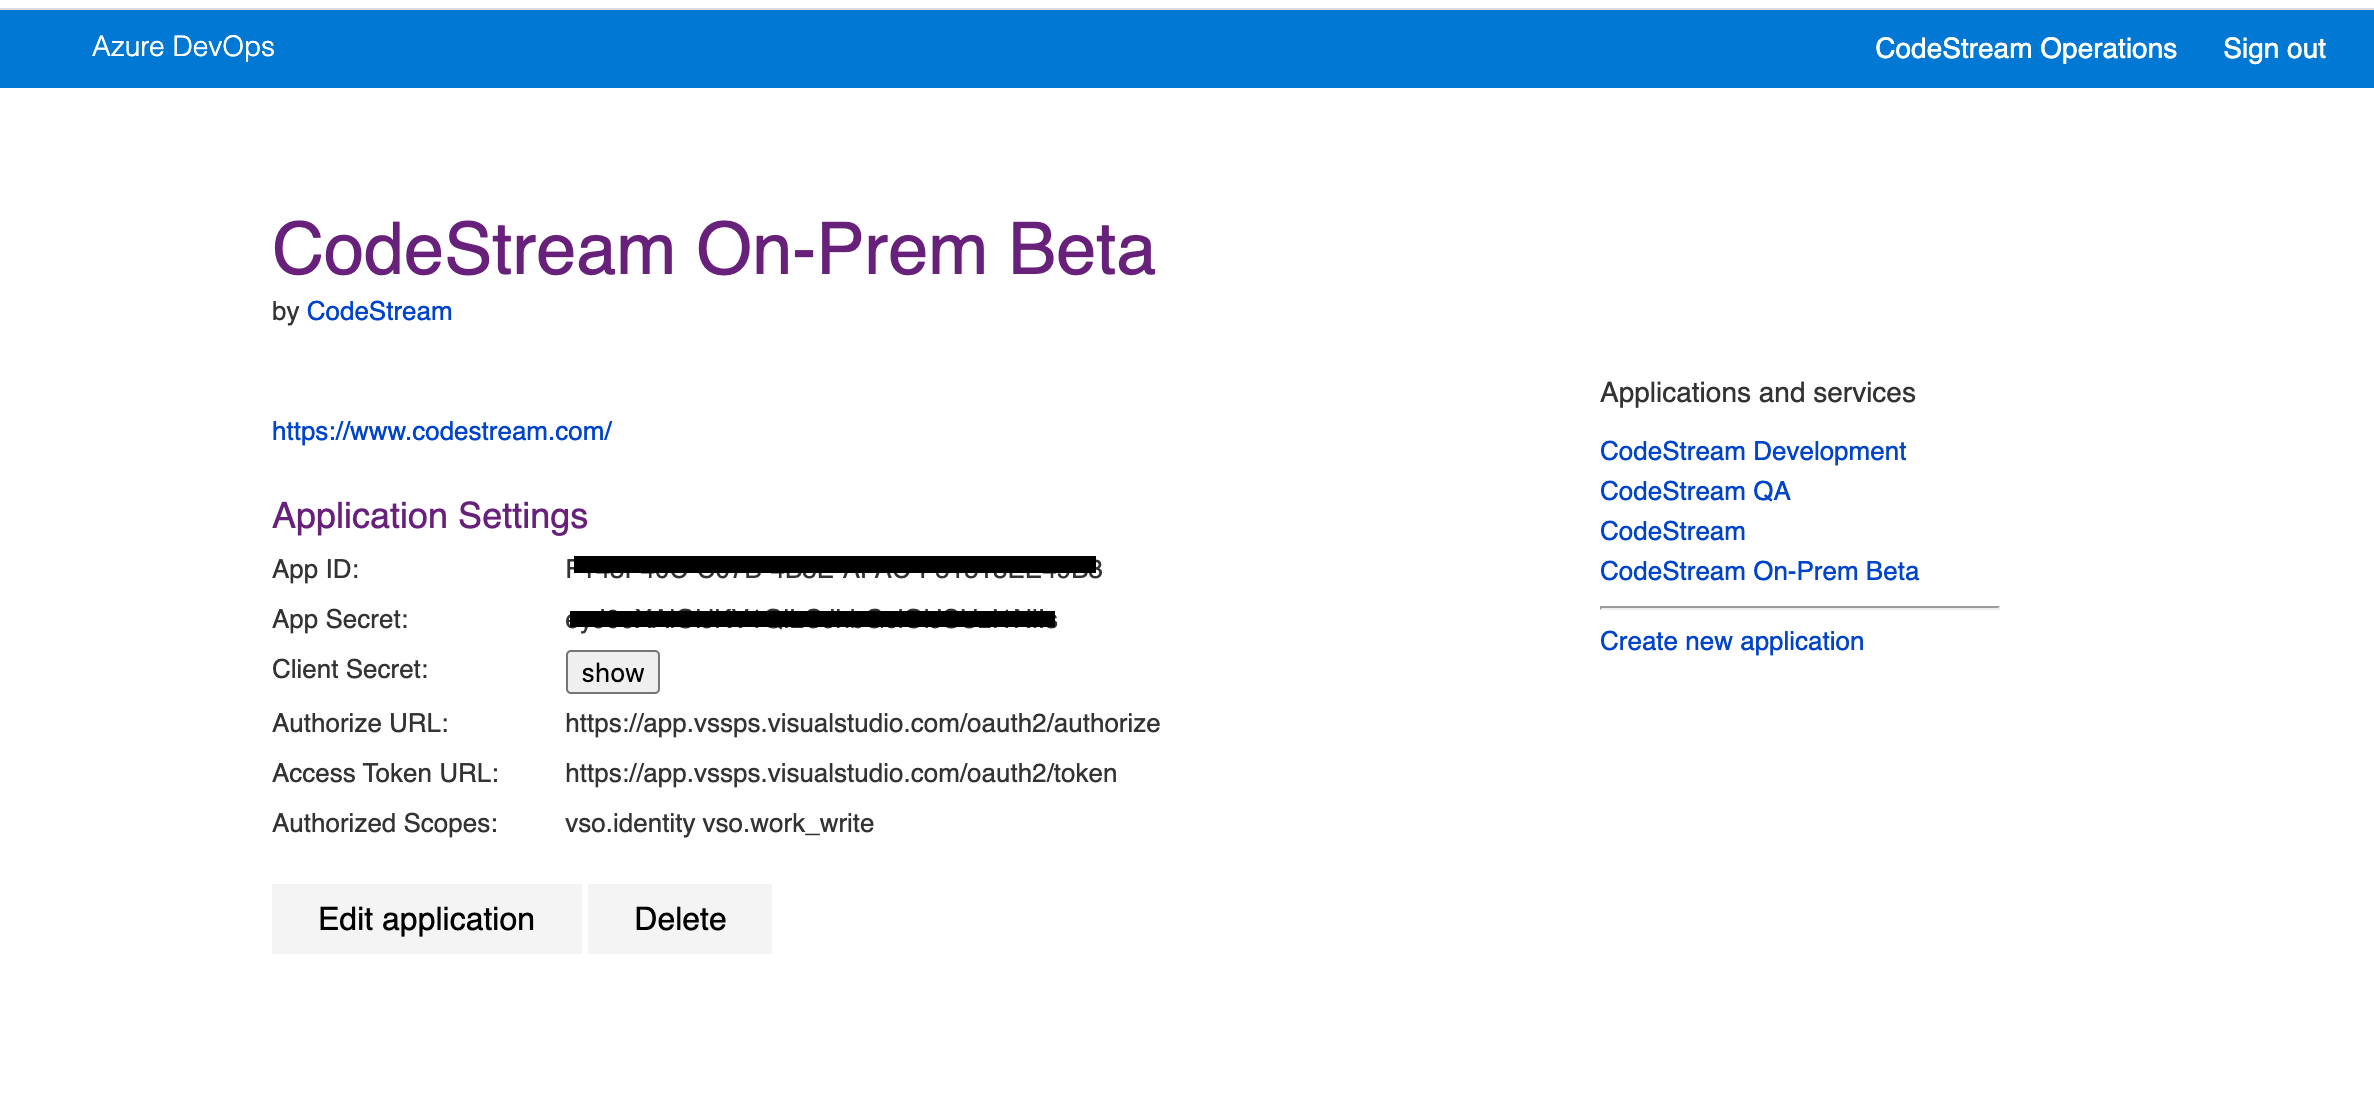 Azure DevOps
CodeStream Operations
Sign out
CodeStream On-Prem Beta
by CodeStream
https://www.codestream.com/
Application Settings
App ID:
App Secret:
Client Secret: show
Authorize URL: https://app.vssps.visualstudio.com/oauth2/authorize
Access Token URL: https://app.vssps.visualstudio.com/oauth2/token
Authorized Scopes: vso.identity vso.work_write
Edit application
Delete
Applications and services
CodeStream Development
CodeStream QA
CodeStream
CodeStream On-Prem Beta
Create new application